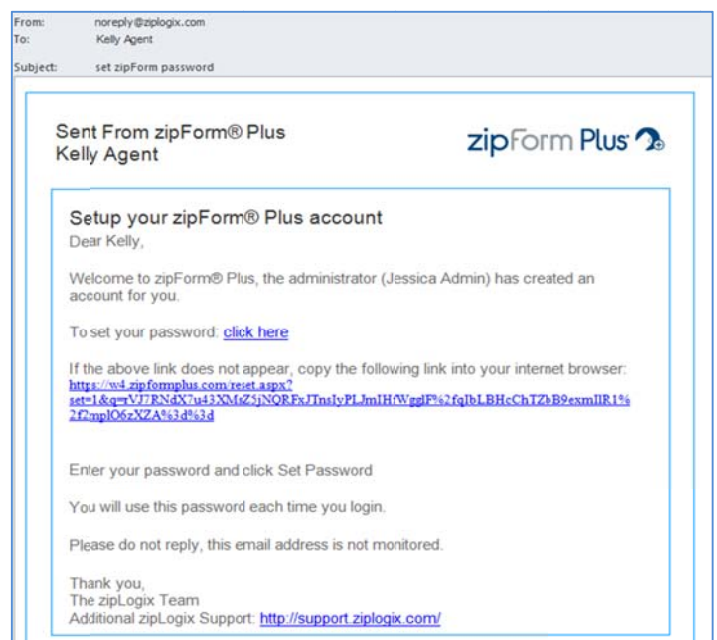 From: noreply@ziplogix.com
To: Kelly Agent
Subject: set zipForm password
Sent From zipForm® Plus
Kelly Agent
zipForm Plus
Setup your zipForm® Plus account
Dear Kelly,
Welcome to zipForm® Plus, the administrator (Jessica Admin) has created an
account for you.
To set your password: click here
If the above link does not appear, copy the following link into your internet browser:
https://w4.zipformplus.com/reset.aspx?
Enter your password and click Set Password
You will use this password each time you login.
Please do not reply, this email address is not monitored.
Thank you,
The zipLogix Team
Additional zipLogix Support: http://support.ziplogix.com/